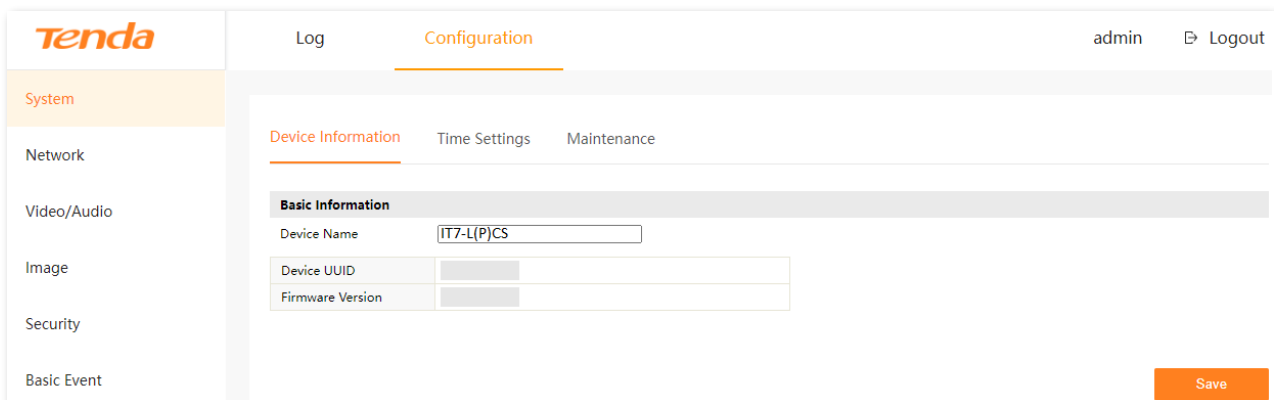 Tenda
Log Configuration admin Logout
System
Network
Video/Audio
Image
Security
Basic Event
Device Information Time Settings Maintenance
Basic Information
Device Name IT7-L(P)CS
Device UUID
Firmware Version
Save